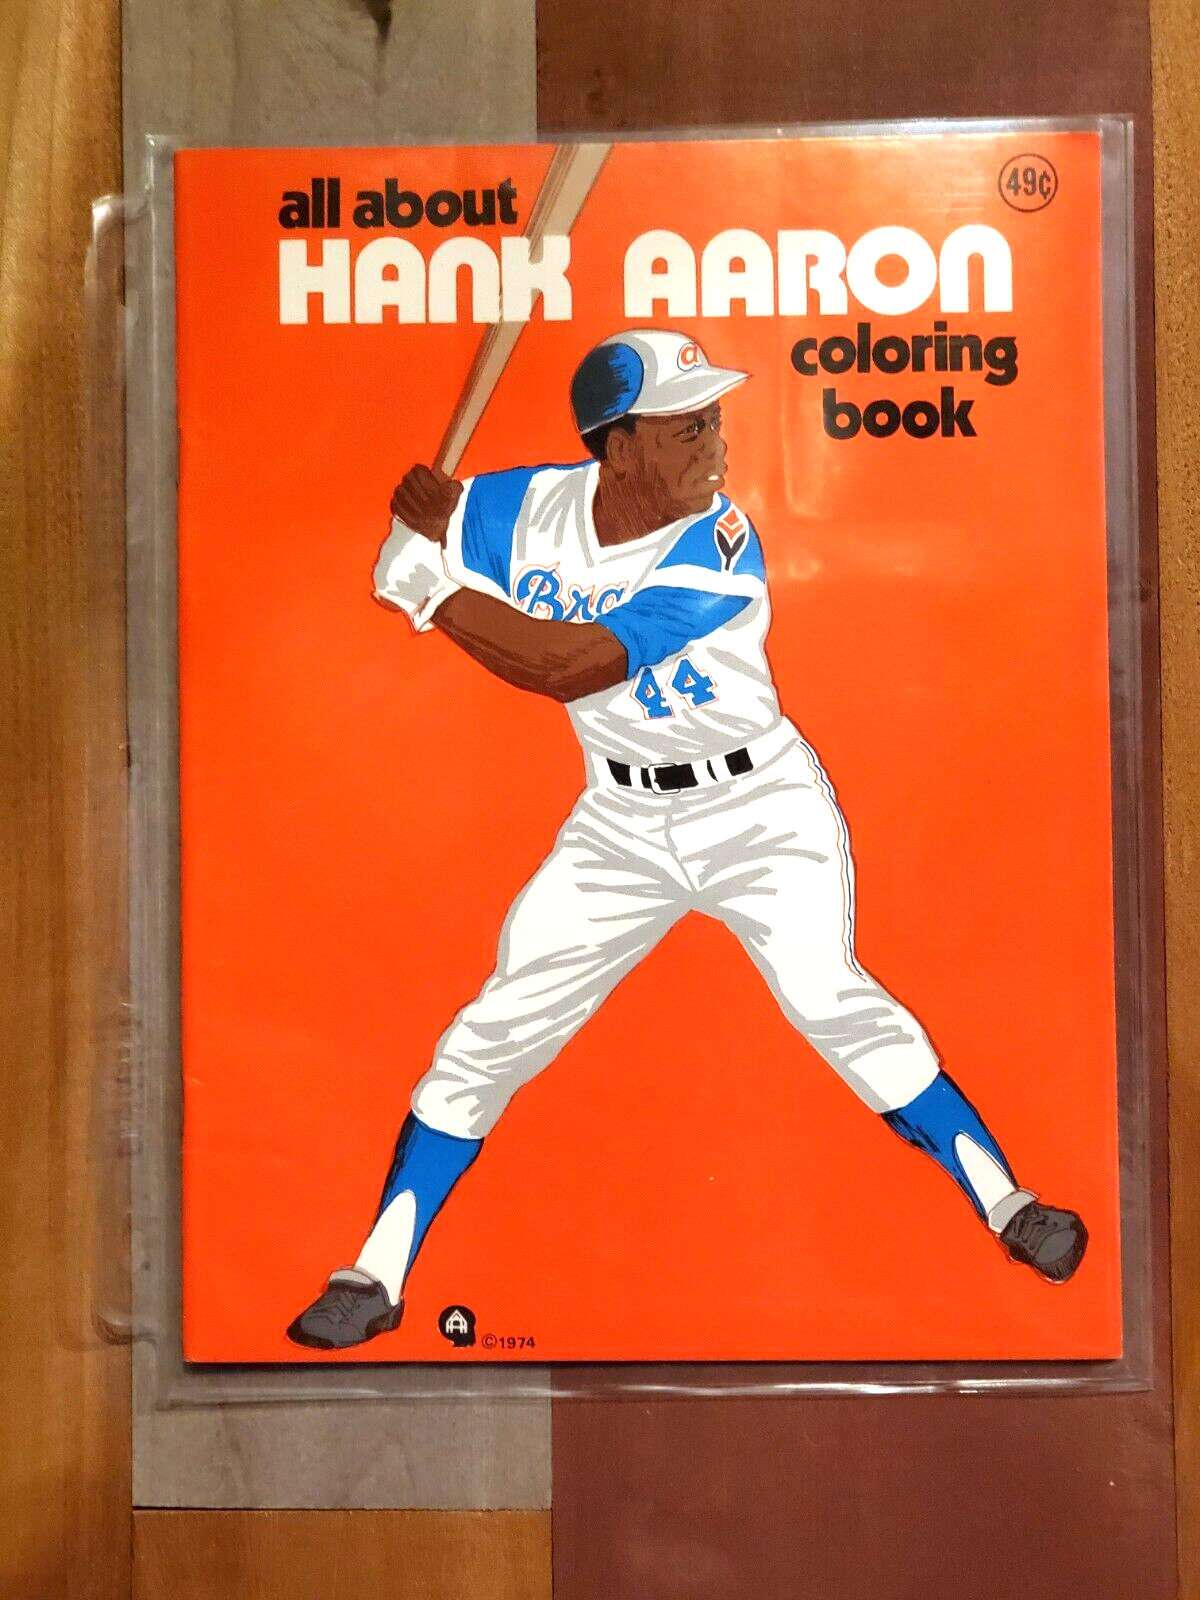 all about
49¢
HANK AARON
coloring
book
a
Bra
44
A
©1974